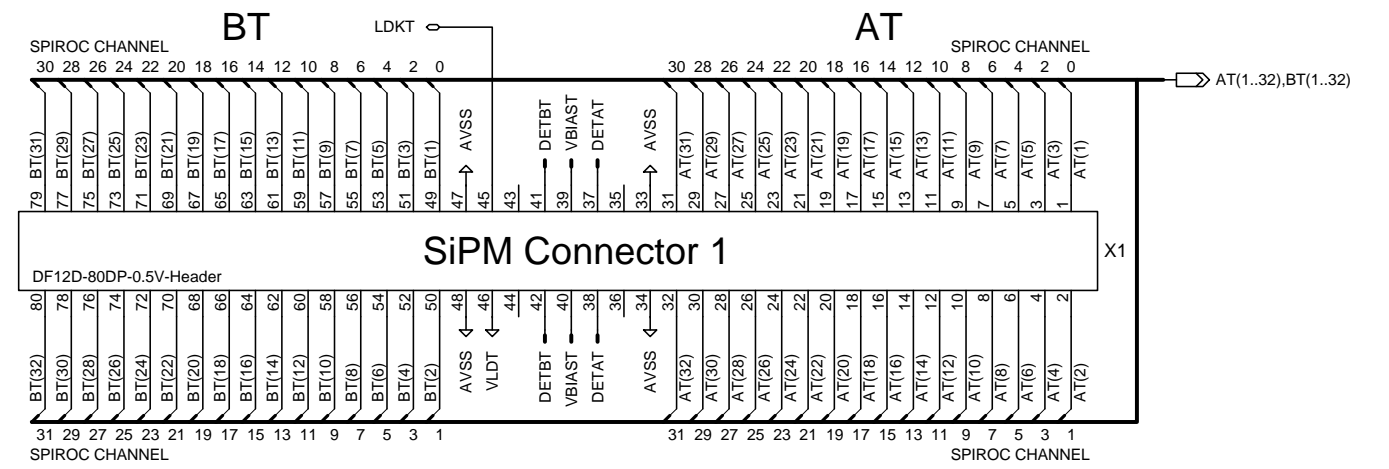 BT LDKT AT
SPIROC CHANNEL SPIROC CHANNEL
30 28 26 24 22 20 18 16 14 12 10 8 6 4 2 0 30 28 26 24 22 20 18 16 14 12 10 8 6 4 2 0
AT(1..32),BT(1..32)
BT(31) BT(29) BT(27) BT(25) BT(23) BT(21) BT(19) BT(17) BT(15) BT(13) BT(11) BT(9) BT(7) BT(5) BT(3) BT(1) AVSS DETBT VBIAST DETAT AVSS AT(31) AT(29) AT(27) AT(25) AT(23) AT(21) AT(19) AT(17) AT(15) AT(13) AT(11) AT(9) AT(7) AT(5) AT(3) AT(1)
79 77 75 73 71 69 67 65 63 61 59 57 55 53 51 49 47 45 43 41 39 37 35 33 31 29 27 25 23 21 19 17 15 13 11 9 7 5 3 1
SiPM Connector 1 X1
DF12D-80DP-0.5V-Header
80 78 76 74 72 70 68 66 64 62 60 58 56 54 52 50 48 46 44 42 40 38 36 34 32 30 28 26 24 22 20 18 16 14 12 10 8 6 4 2
BT(32) BT(30) BT(28) BT(26) BT(24) BT(22) BT(20) BT(18) BT(16) BT(14) BT(12) BT(10) BT(8) BT(6) BT(4) BT(2) AVSS VLDT DETBT VBIAST DETAT AVSS AT(32) AT(30) AT(28) AT(26) AT(24) AT(22) AT(20) AT(18) AT(16) AT(14) AT(12) AT(10) AT(8) AT(6) AT(4) AT(2)
31 29 27 25 23 21 19 17 15 13 11 9 7 5 3 1 31 29 27 25 23 21 19 17 15 13 11 9 7 5 3 1
SPIROC CHANNEL SPIROC CHANNEL